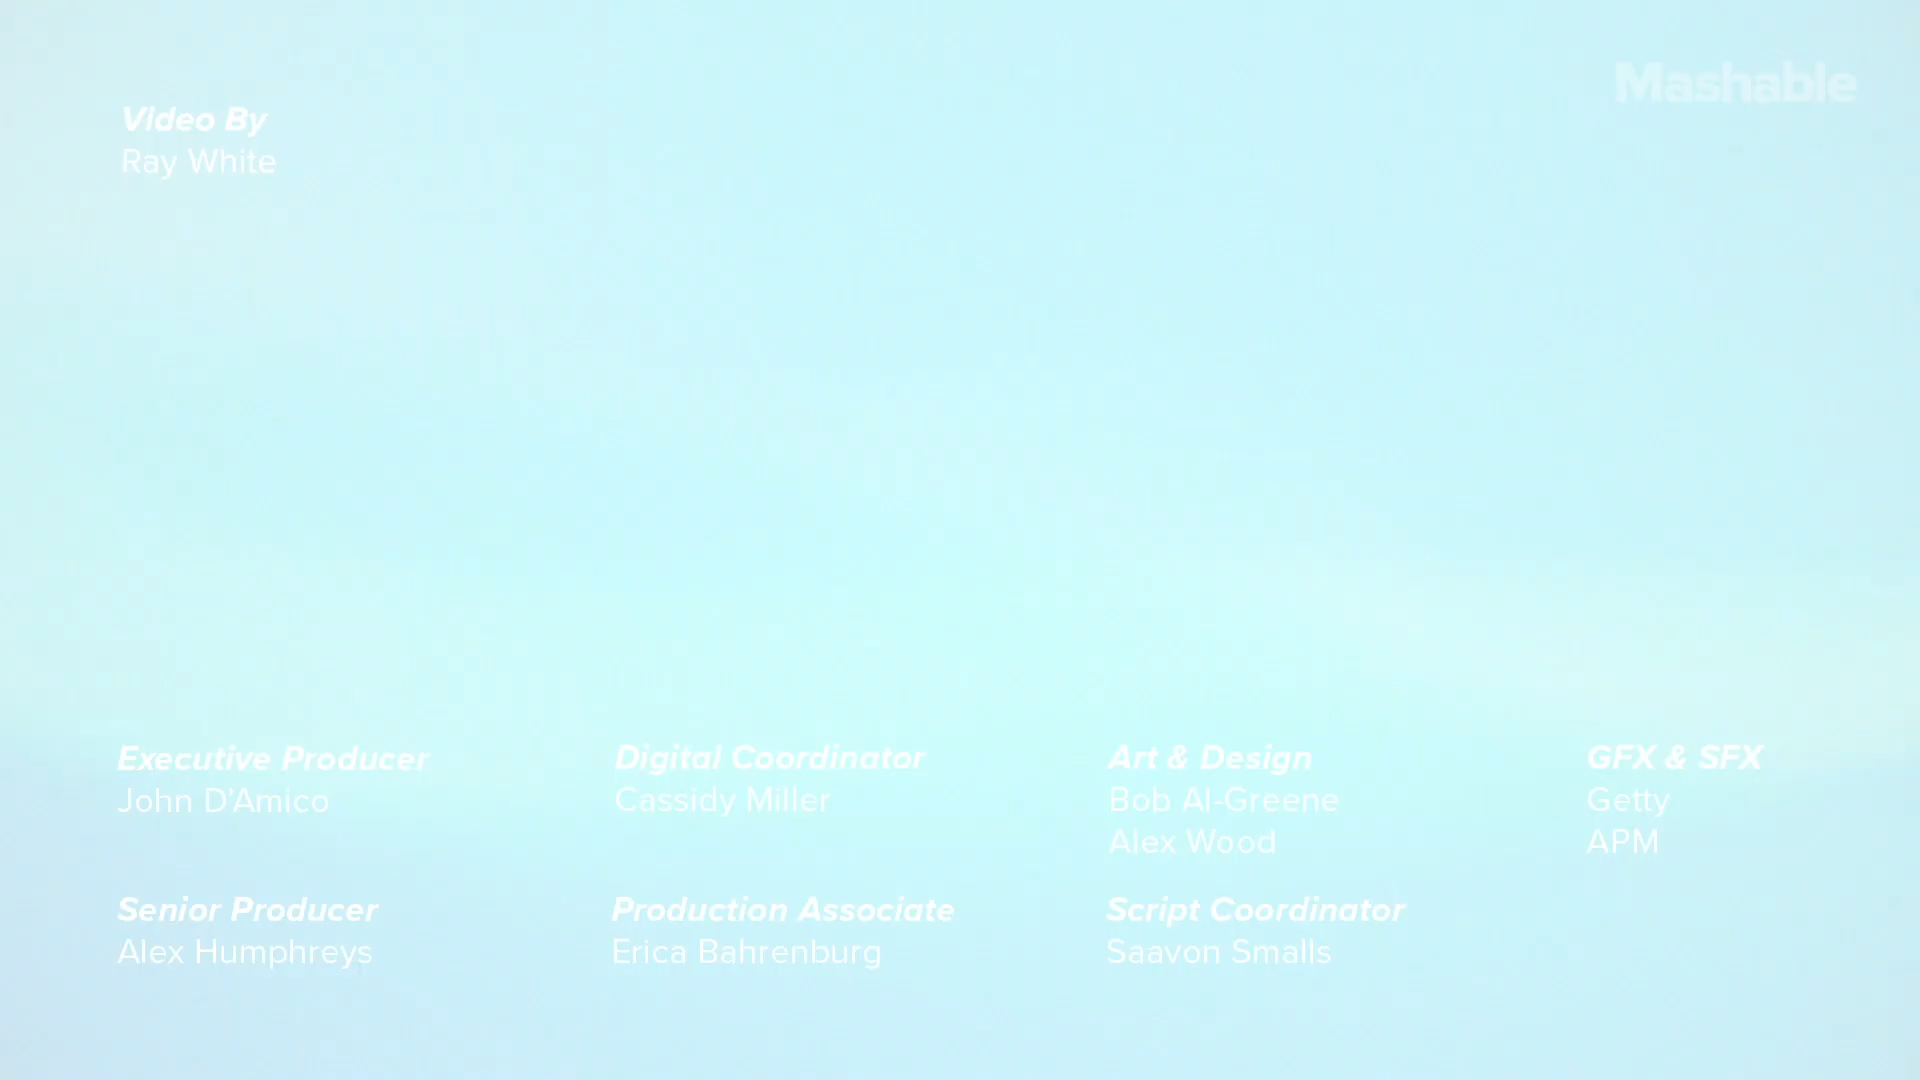 Mashable
Video By
Ray White
Executive Producer
John D'Amico
Digital Coordinator
Cassidy Miller
Art & Design
Bob Al-Greene
Alex Wood
GFX & SFX
Getty
APM
Senior Producer
Alex Humphreys
Production Associate
Erica Bahrenburg
Script Coordinator
Saavon Smalls